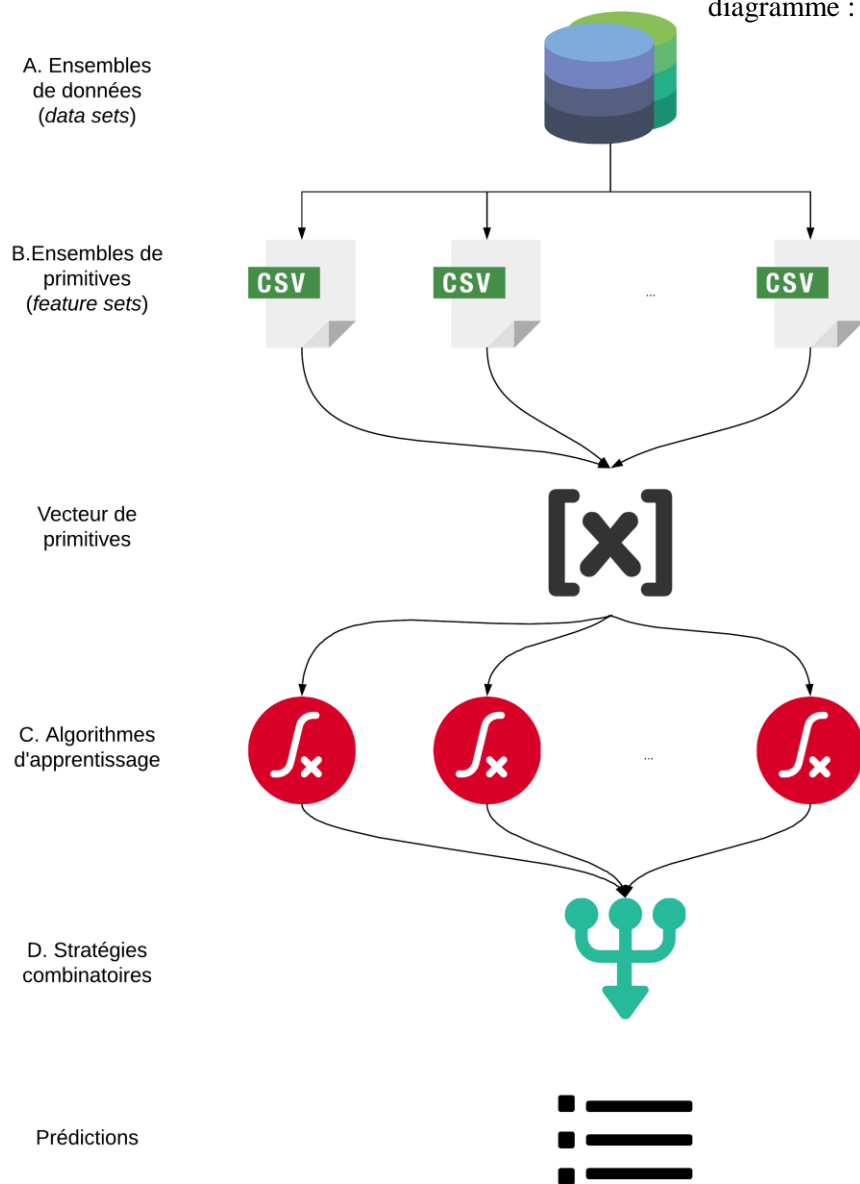 diagramme :
A. Ensembles
de données
(data sets)
B.Ensembles de
primitives
(feature sets)
CSV
CSV
...
CSV
Vecteur de
primitives
[x]
C. Algorithmes
d'apprentissage
∫x
∫x
...
∫x
D. Stratégies
combinatoires
Prédictions